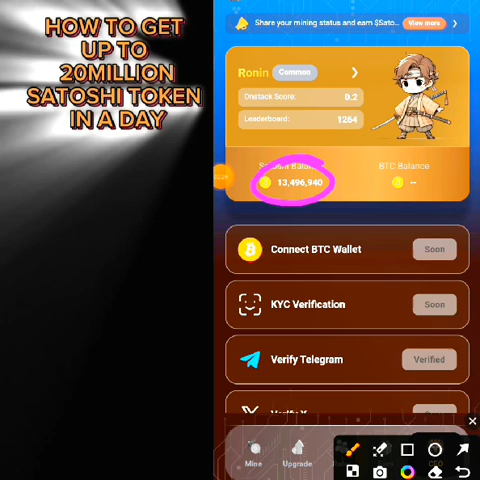 HOW TO GET
UP TO
20MILLION
SATOSHI TOKEN
IN A DAY
Share your mining status and earn $Sato...
View more
Ronin
Common
Onstack Score:
0.2
Leaderboard:
1264
BTC Balance
13,496,940
--
Connect BTC Wallet
Soon
KYC Verification
Soon
Verify Telegram
Verified
Verify X
Mine
Upgrade